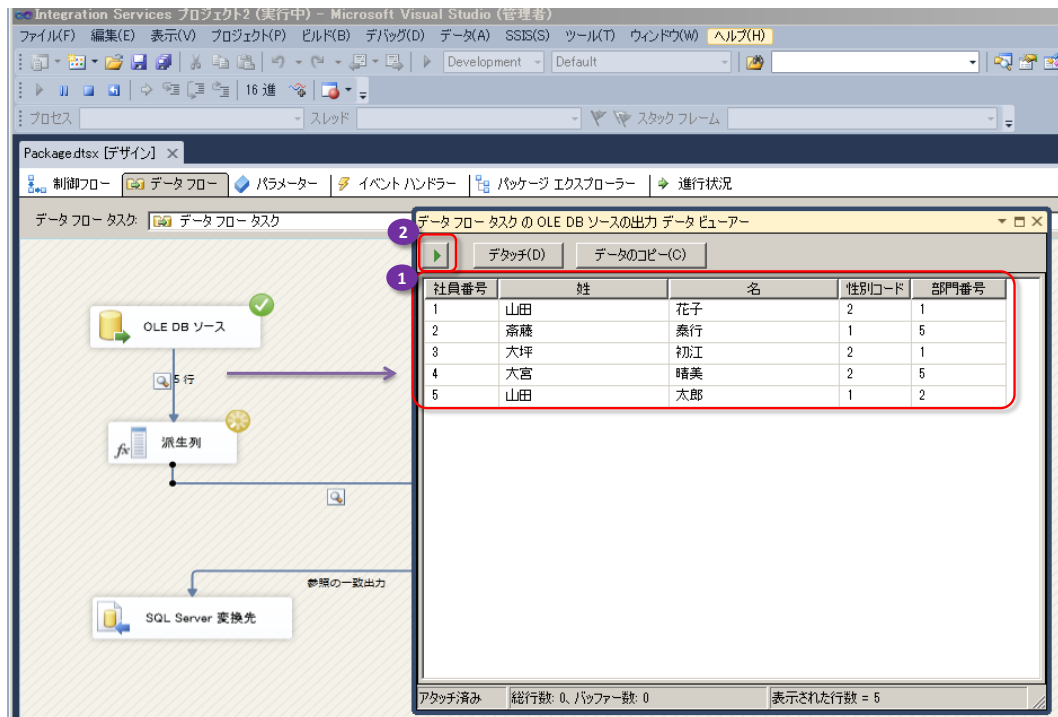 Integration Services プロジェクト2 (実行中) - Microsoft Visual Studio (管理者)
ファイル(F) 編集(E) 表示(V) プロジェクト(P) ビルド(B) デバッグ(D) データ(A) SSIS(S) ツール(T) ウィンドウ(W) ヘルプ(H)
Development Default
16 進
プロセス スレッド スタック フレーム
Package.dtsx [デザイン]
制御フロー データ フロー パラメーター イベント ハンドラー パッケージ エクスプローラー 進行状況
データ フロー タスク: データ フロー タスク
データ フロー タスク の OLE DB ソースの出力 データ ビューアー
2
デタッチ(D) データのコピー(C)
1
社員番号 姓 名 性別コード 部門番号
1 山田 花子 2 1
2 斎藤 秦行 1 5
3 大坪 初江 2 1
4 大宮 晴美 2 5
5 山田 太郎 1 2
OLE DB ソース
5 行
fx 派生列
参照の一致出力
SQL Server 変換先
アタッチ済み 総行数: 0、バッファー数: 0 表示された行数 = 5